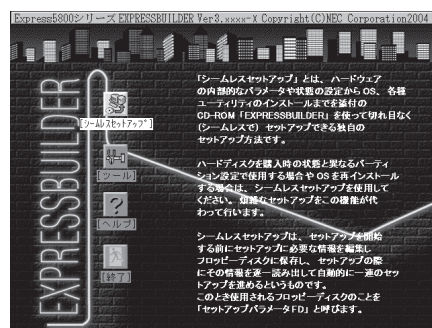 Express5800シリーズ EXPRESSBUILDER Ver3.xxxx-X Copyright(C)NEC Corporation2004
EXPRESSBUILDER
[シームレスセットアップ]
[ツール]
[ヘルプ]
[終了]
「シームレスセットアップ」とは、ハードウェア
の内部的なパラメータや状態の設定からOS、各種
ユーティリティのインストールまでを添付の
CD-ROM「EXPRESSBUILDER」を使って切れ目なく
(シームレスで)セットアップできる独自の
セットアップ方法です。
ハードディスクを購入時の状態と異なるパーティ
ション設定で使用する場合やOSを再インストール
する場合は、シームレスセットアップを使用して
ください。煩雑なセットアップをこの機能が代
わって行います。
シームレスセットアップは、セットアップを開始
する前にセットアップに必要な情報を編集し
フロッピーディスクに保存し、セットアップの際
にその情報を逐一読み出して自動的に一連のセッ
トアップを進めるというものです。
このとき使用されるフロッピーディスクのことを
「セットアップパラメータFD」と呼びます。